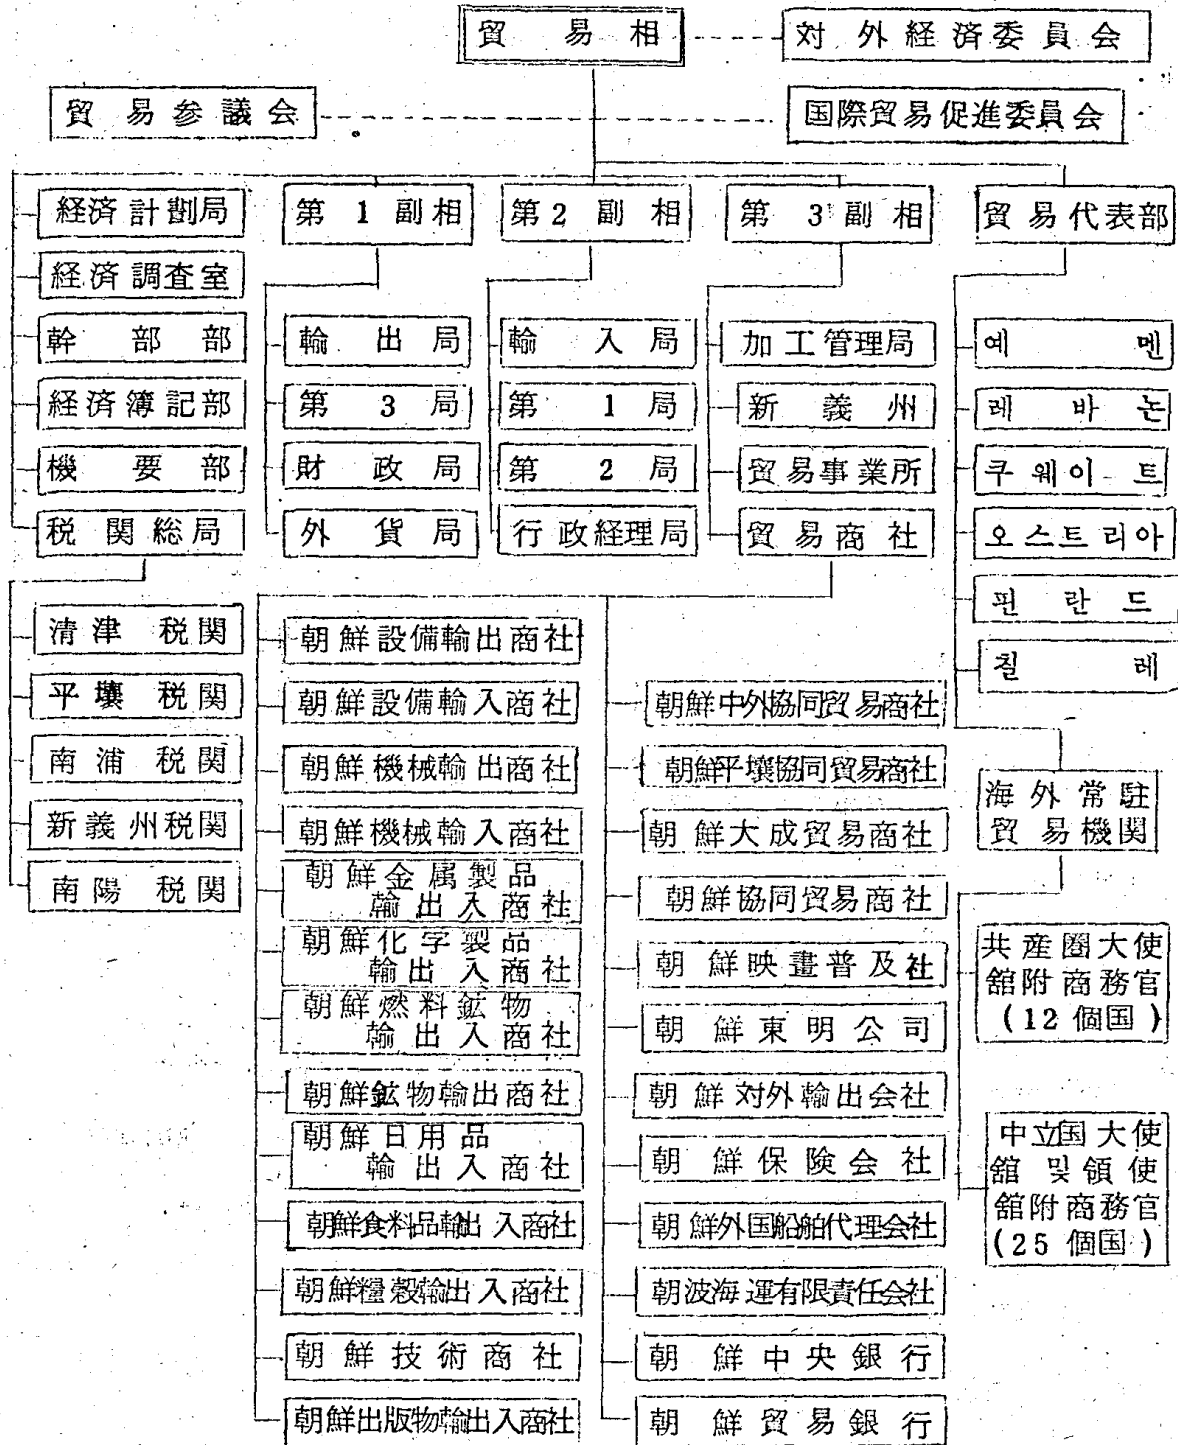 貿易相
対外経済委員会
貿易参議会
国際貿易促進委員会
経済計劃局
第1副相
第2副相
第3副相
貿易代表部
経済調査室
幹部部
輸出局
輸入局
加工管理局
예멘
経済簿記部
第3局
第1局
新義州
레바논
機要部
財政局
第2局
貿易事業所
쿠웨이트
税関総局
外貨局
行政経理局
貿易商社
오스트리아
핀란드
칠레
清津税関
平壤税関
南浦税関
新義州税関
南陽税関
朝鮮設備輸出商社
朝鮮設備輸入商社
朝鮮機械輸出商社
朝鮮機械輸入商社
朝鮮金属製品
輸出入商社
朝鮮化学製品
輸出入商社
朝鮮燃料鉱物
輸出入商社
朝鮮鉱物輸出商社
朝鮮日用品
輸出入商社
朝鮮食料品輸出入商社
朝鮮糧穀輸出入商社
朝鮮技術商社
朝鮮出版物輸出入商社
朝鮮中外協同貿易商社
朝鮮平壤協同貿易商社
朝鮮大成貿易商社
朝鮮協同貿易商社
朝鮮映畫普及社
朝鮮東明公司
朝鮮対外輸出会社
朝鮮保険会社
朝鮮外国船舶代理会社
朝波海運有限責任会社
朝鮮中央銀行
朝鮮貿易銀行
海外常駐
貿易機関
共産圏大使
舘附商務官
(12個国)
中立国大使
舘및領使
舘附商務官
(25個国)